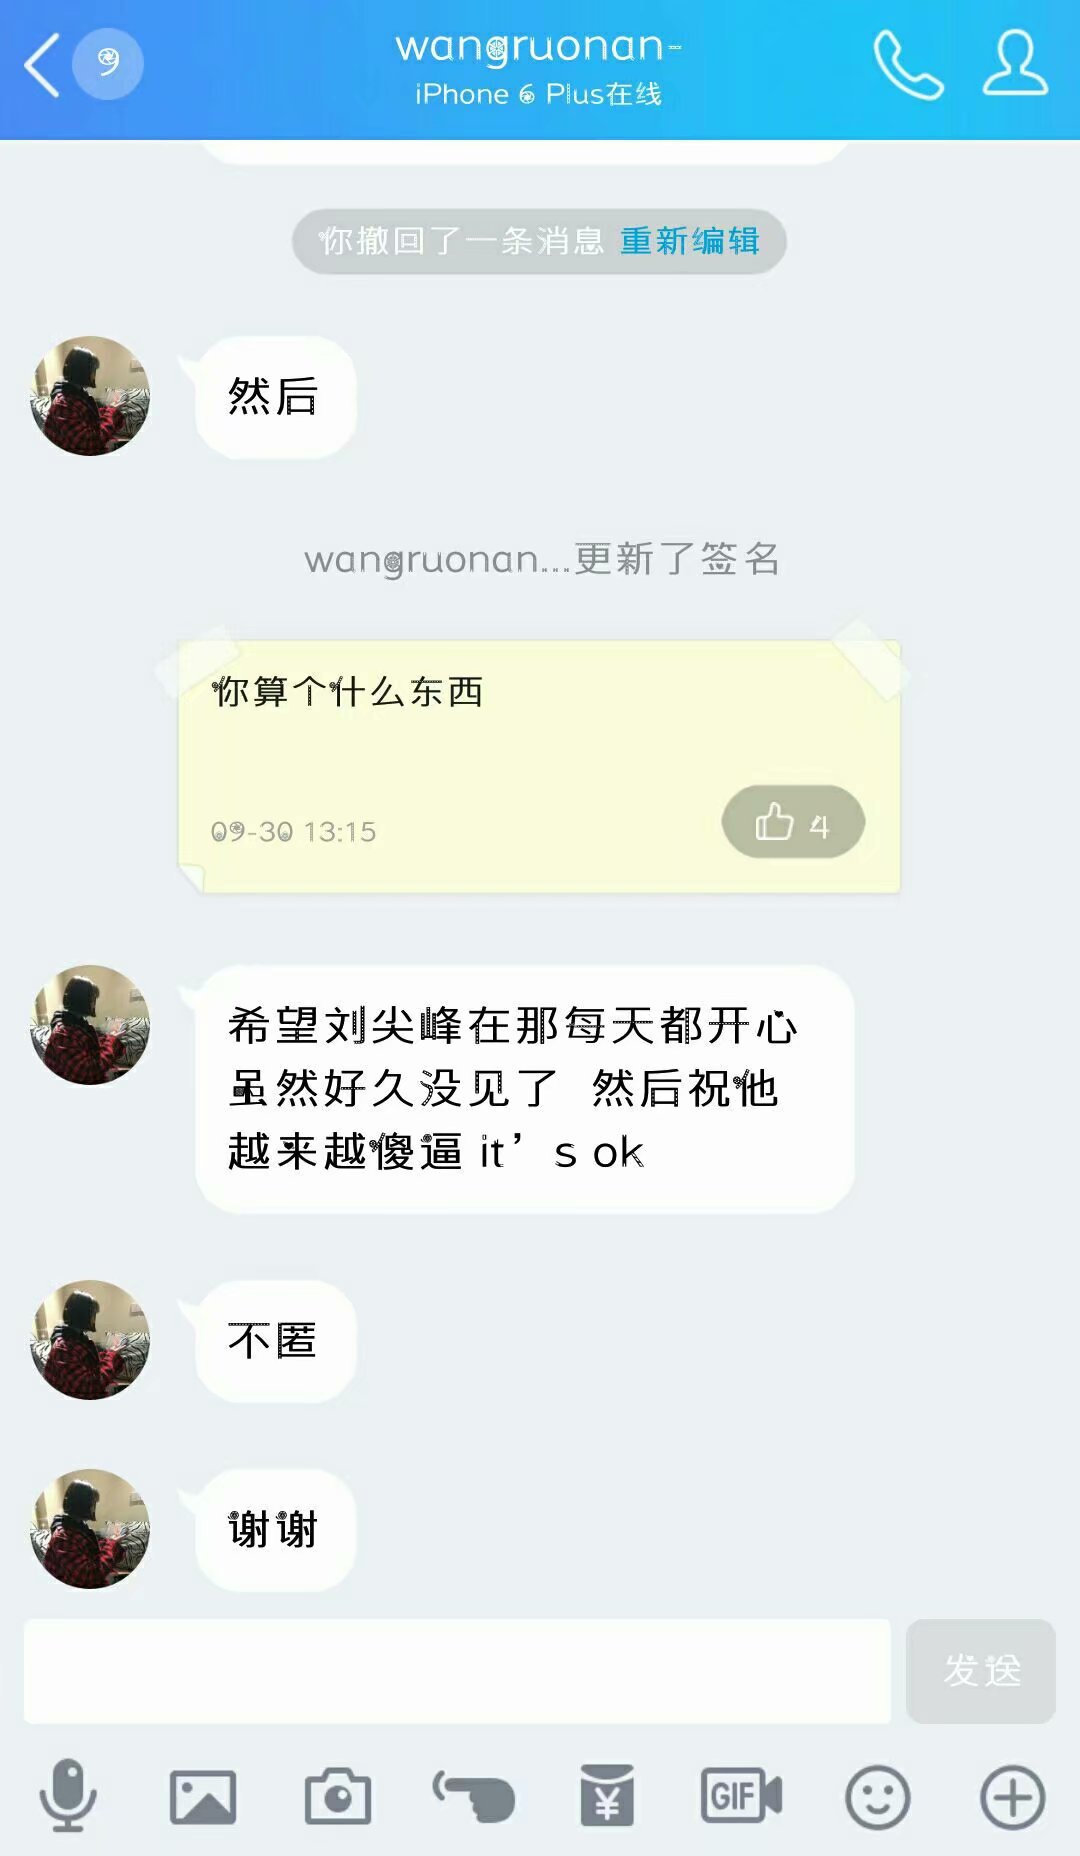 9
wangruonan-
iPhone 6 Plus在线
你撤回了一条消息 重新编辑
然后
wangruonan...更新了签名
你算个什么东西
09-30 13:15
4
希望刘尖峰在那每天都开心
虽然好久没见了 然后祝他
越来越傻逼 it’s ok
不匿
谢谢
发送
GIF